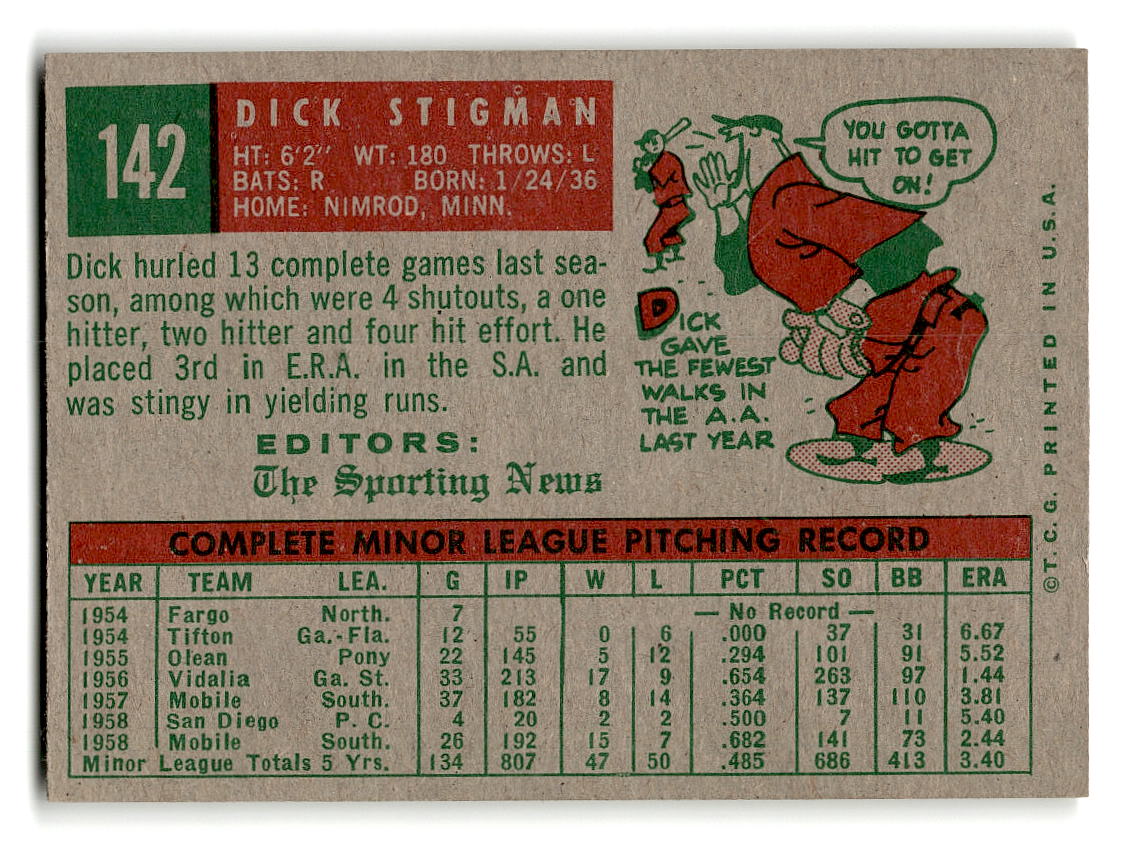 142
DICK STIGMAN
HT: 6'2" WT: 180 THROWS: L
BATS: R BORN: 1/24/36
HOME: NIMROD, MINN.
Dick hurled 13 complete games last sea-
son, among which were 4 shutouts, a one
hitter, two hitter and four hit effort. He
placed 3rd in E.R.A. in the S.A. and
was stingy in yielding runs.
EDITORS:
The Sporting News
YOU GOTTA
HIT TO GET
ON!
DICK
GAVE
THE FEWEST
WALKS IN
THE A.A.
LAST YEAR
©T. C. G. PRINTED IN U.S.A.
COMPLETE MINOR LEAGUE PITCHING RECORD
YEAR TEAM LEA. G IP W L PCT SO BB ERA
1954 Fargo North. 7 — No Record —
1954 Tifton Ga.-Fla. 12 55 0 6 .000 37 31 6.67
1955 Olean Pony 22 145 5 12 .294 101 91 5.52
1956 Vidalia Ga. St. 33 213 17 9 .654 263 97 1.44
1957 Mobile South. 37 182 8 14 .364 137 110 3.81
1958 San Diego P. C. 4 20 2 2 .500 7 11 5.40
1958 Mobile South. 26 192 15 7 .682 141 73 2.44
Minor League Totals 5 Yrs. 134 807 47 50 .485 686 413 3.40